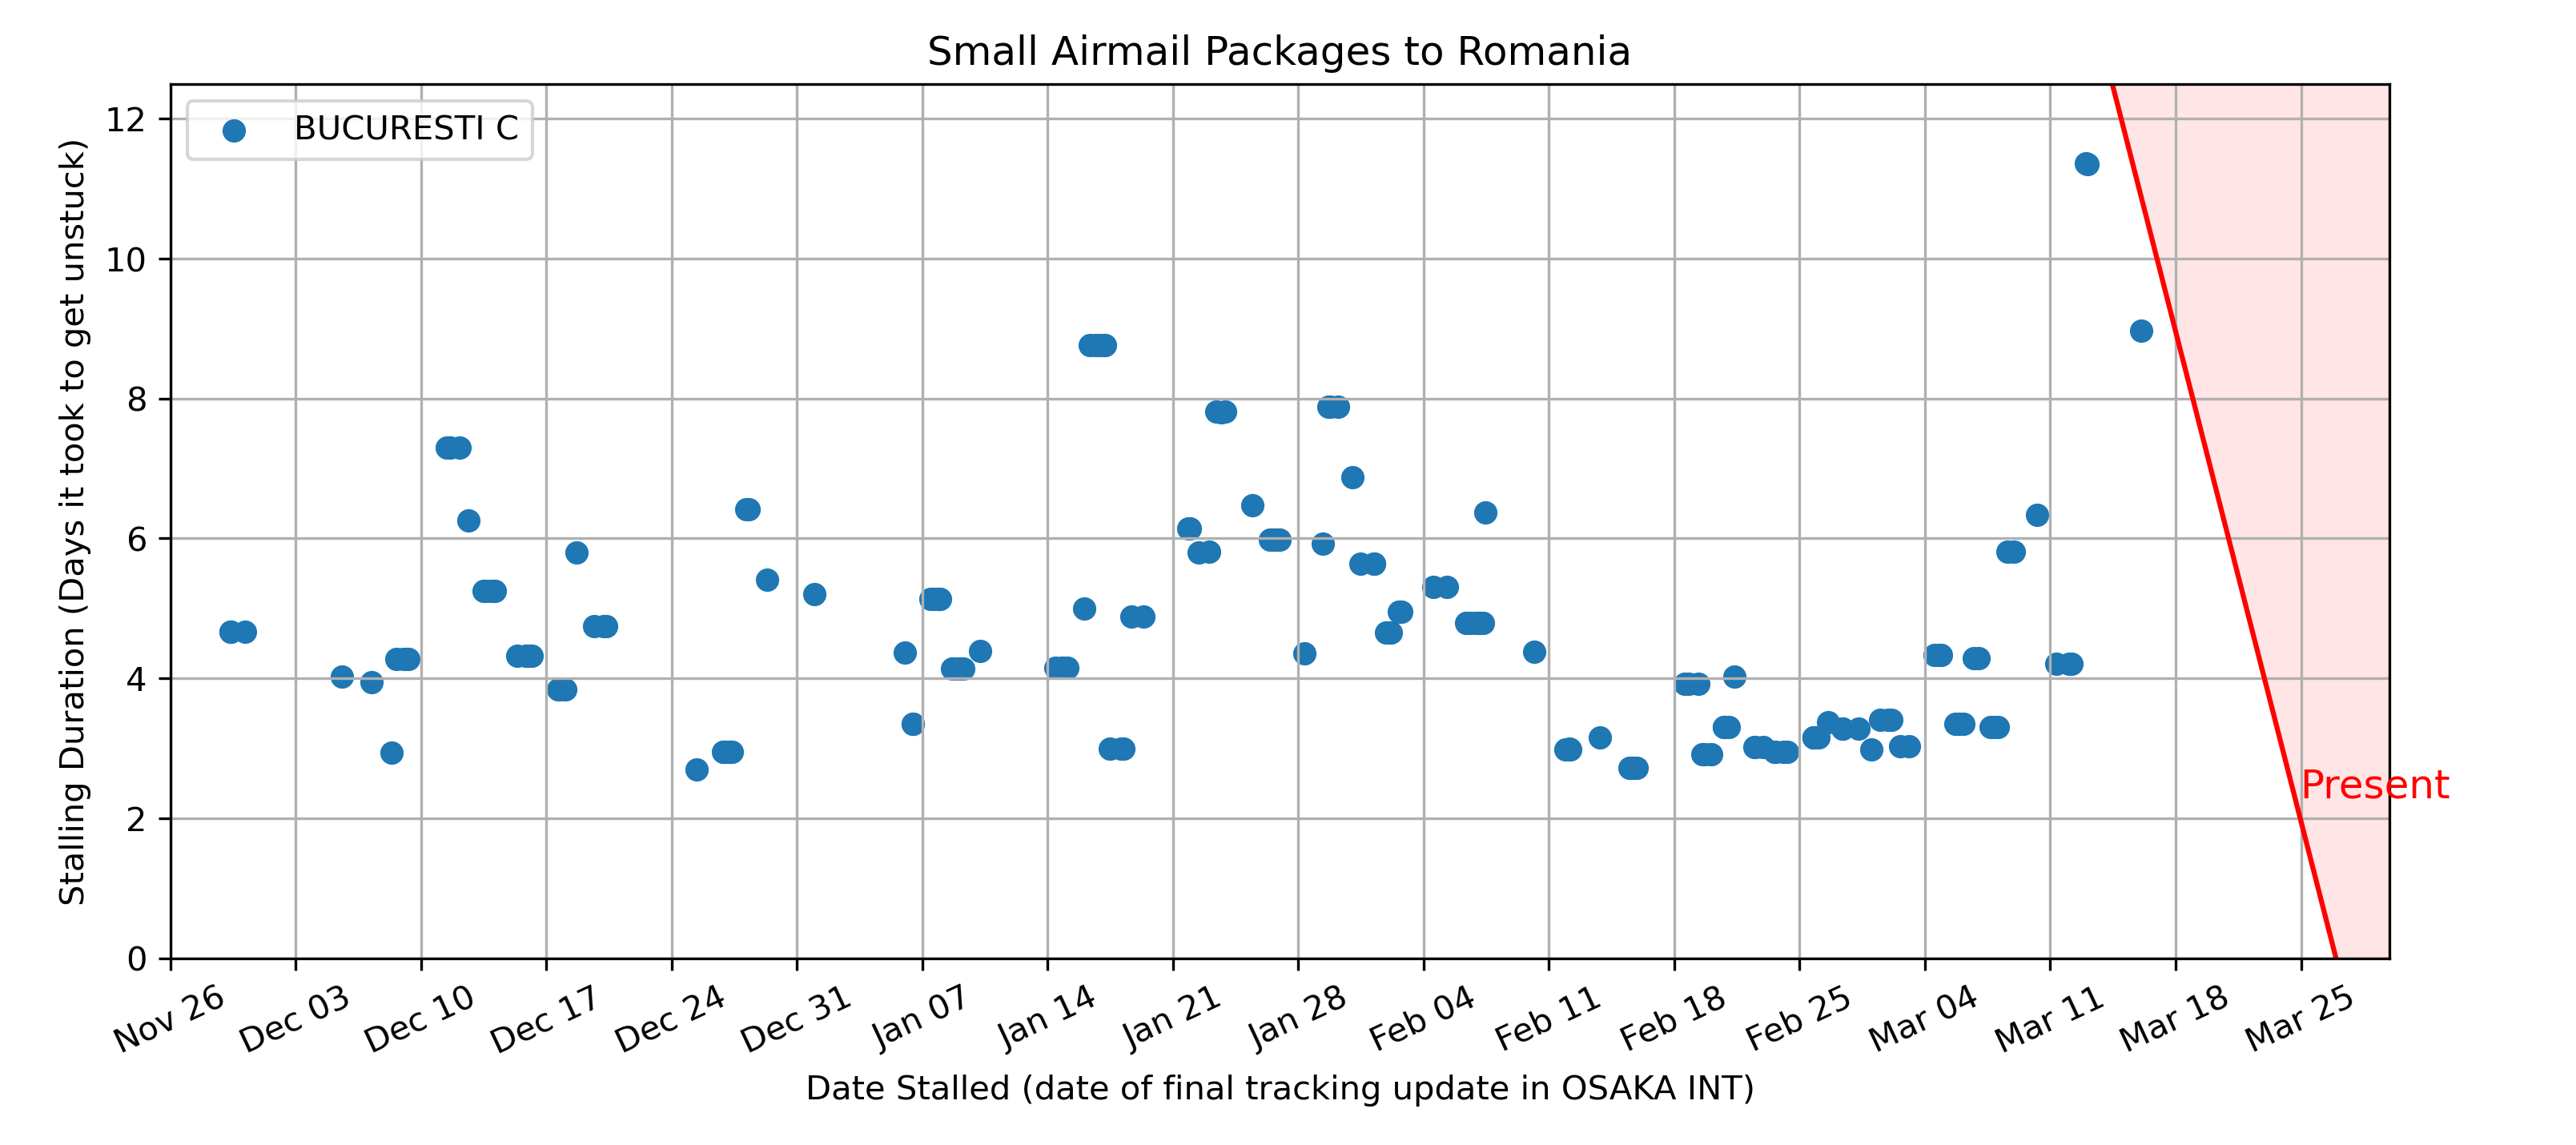 Small Airmail Packages to Romania
BUCURESTI C
Stalling Duration (Days it took to get unstuck)
12
10
8
6
4
2
0
Present
Nov 26
Dec 03
Dec 10
Dec 17
Dec 24
Dec 31
Jan 07
Jan 14
Jan 21
Jan 28
Feb 04
Feb 11
Feb 18
Feb 25
Mar 04
Mar 11
Mar 18
Mar 25
Date Stalled (date of final tracking update in OSAKA INT)